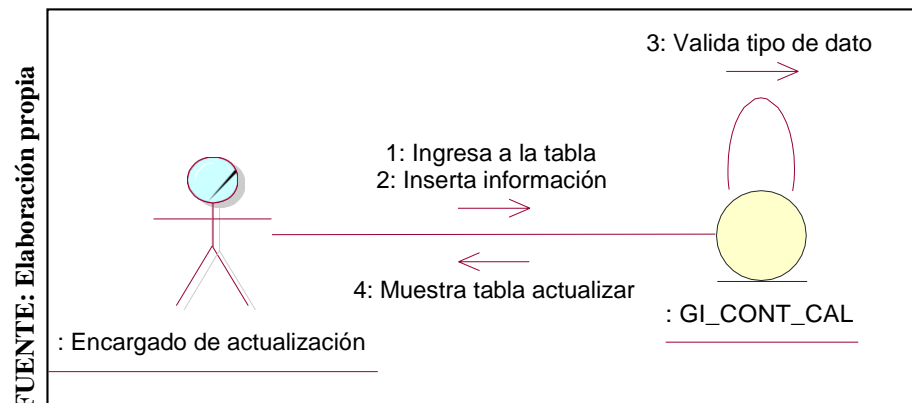 FUENTE: Elaboración propia
3: Valida tipo de dato
1: Ingresa a la tabla
2: Inserta información
4: Muestra tabla actualizar
: GI_CONT_CAL
: Encargado de actualización